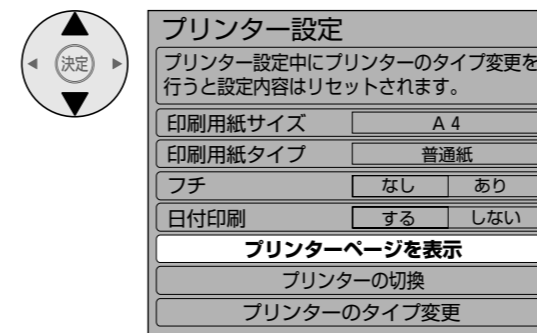 決定
プリンター設定
プリンター設定中にプリンターのタイプ変更を
行うと設定内容はリセットされます。
印刷用紙サイズ A4
印刷用紙タイプ 普通紙
フチ なし あり
日付印刷 する しない
プリンターページを表示
プリンターの切換
プリンターのタイプ変更